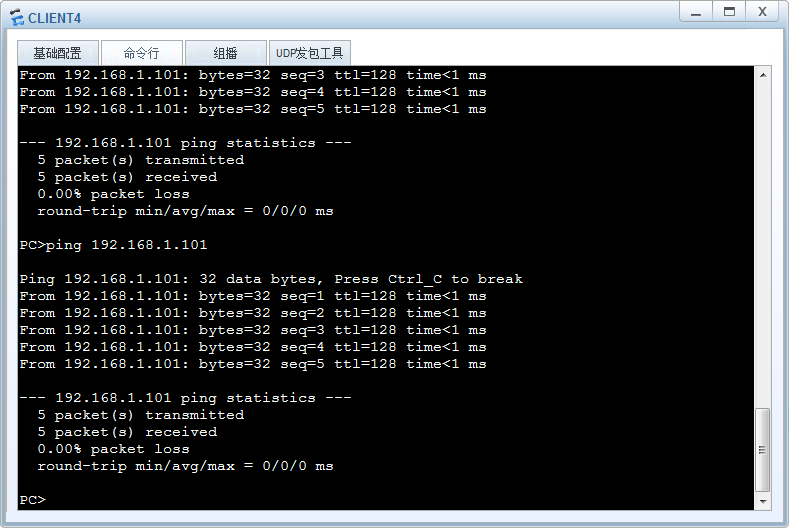 CLIENT4
X
基础配置 命令行 组播 UDP发包工具
From 192.168.1.101: bytes=32 seq=3 ttl=128 time<1 ms
From 192.168.1.101: bytes=32 seq=4 ttl=128 time<1 ms
From 192.168.1.101: bytes=32 seq=5 ttl=128 time<1 ms
--- 192.168.1.101 ping statistics ---
5 packet(s) transmitted
5 packet(s) received
0.00% packet loss
round-trip min/avg/max = 0/0/0 ms
PC>ping 192.168.1.101
Ping 192.168.1.101: 32 data bytes, Press Ctrl_C to break
From 192.168.1.101: bytes=32 seq=1 ttl=128 time<1 ms
From 192.168.1.101: bytes=32 seq=2 ttl=128 time<1 ms
From 192.168.1.101: bytes=32 seq=3 ttl=128 time<1 ms
From 192.168.1.101: bytes=32 seq=4 ttl=128 time<1 ms
From 192.168.1.101: bytes=32 seq=5 ttl=128 time<1 ms
--- 192.168.1.101 ping statistics ---
5 packet(s) transmitted
5 packet(s) received
0.00% packet loss
round-trip min/avg/max = 0/0/0 ms
PC>